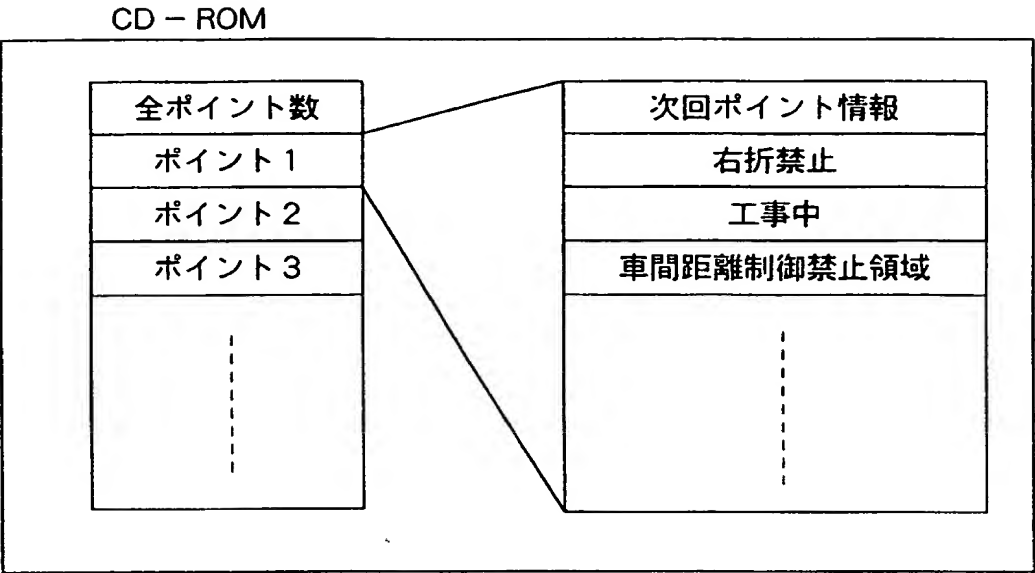 CD－ROM
全ポイント数
ポイント1
ポイント2
ポイント3
次回ポイント情報
右折禁止
工事中
車間距離制御禁止領域